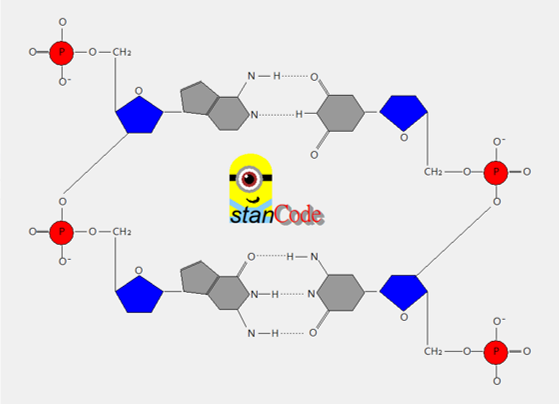 O
O P O CH₂
N H O
O⁻
O
N H
O
O⁻
O
CH₂ O P O
O O
stanCode
O P O CH₂
O H N
O⁻
O
N H N
O
O⁻
N H O
CH₂ O P O
O